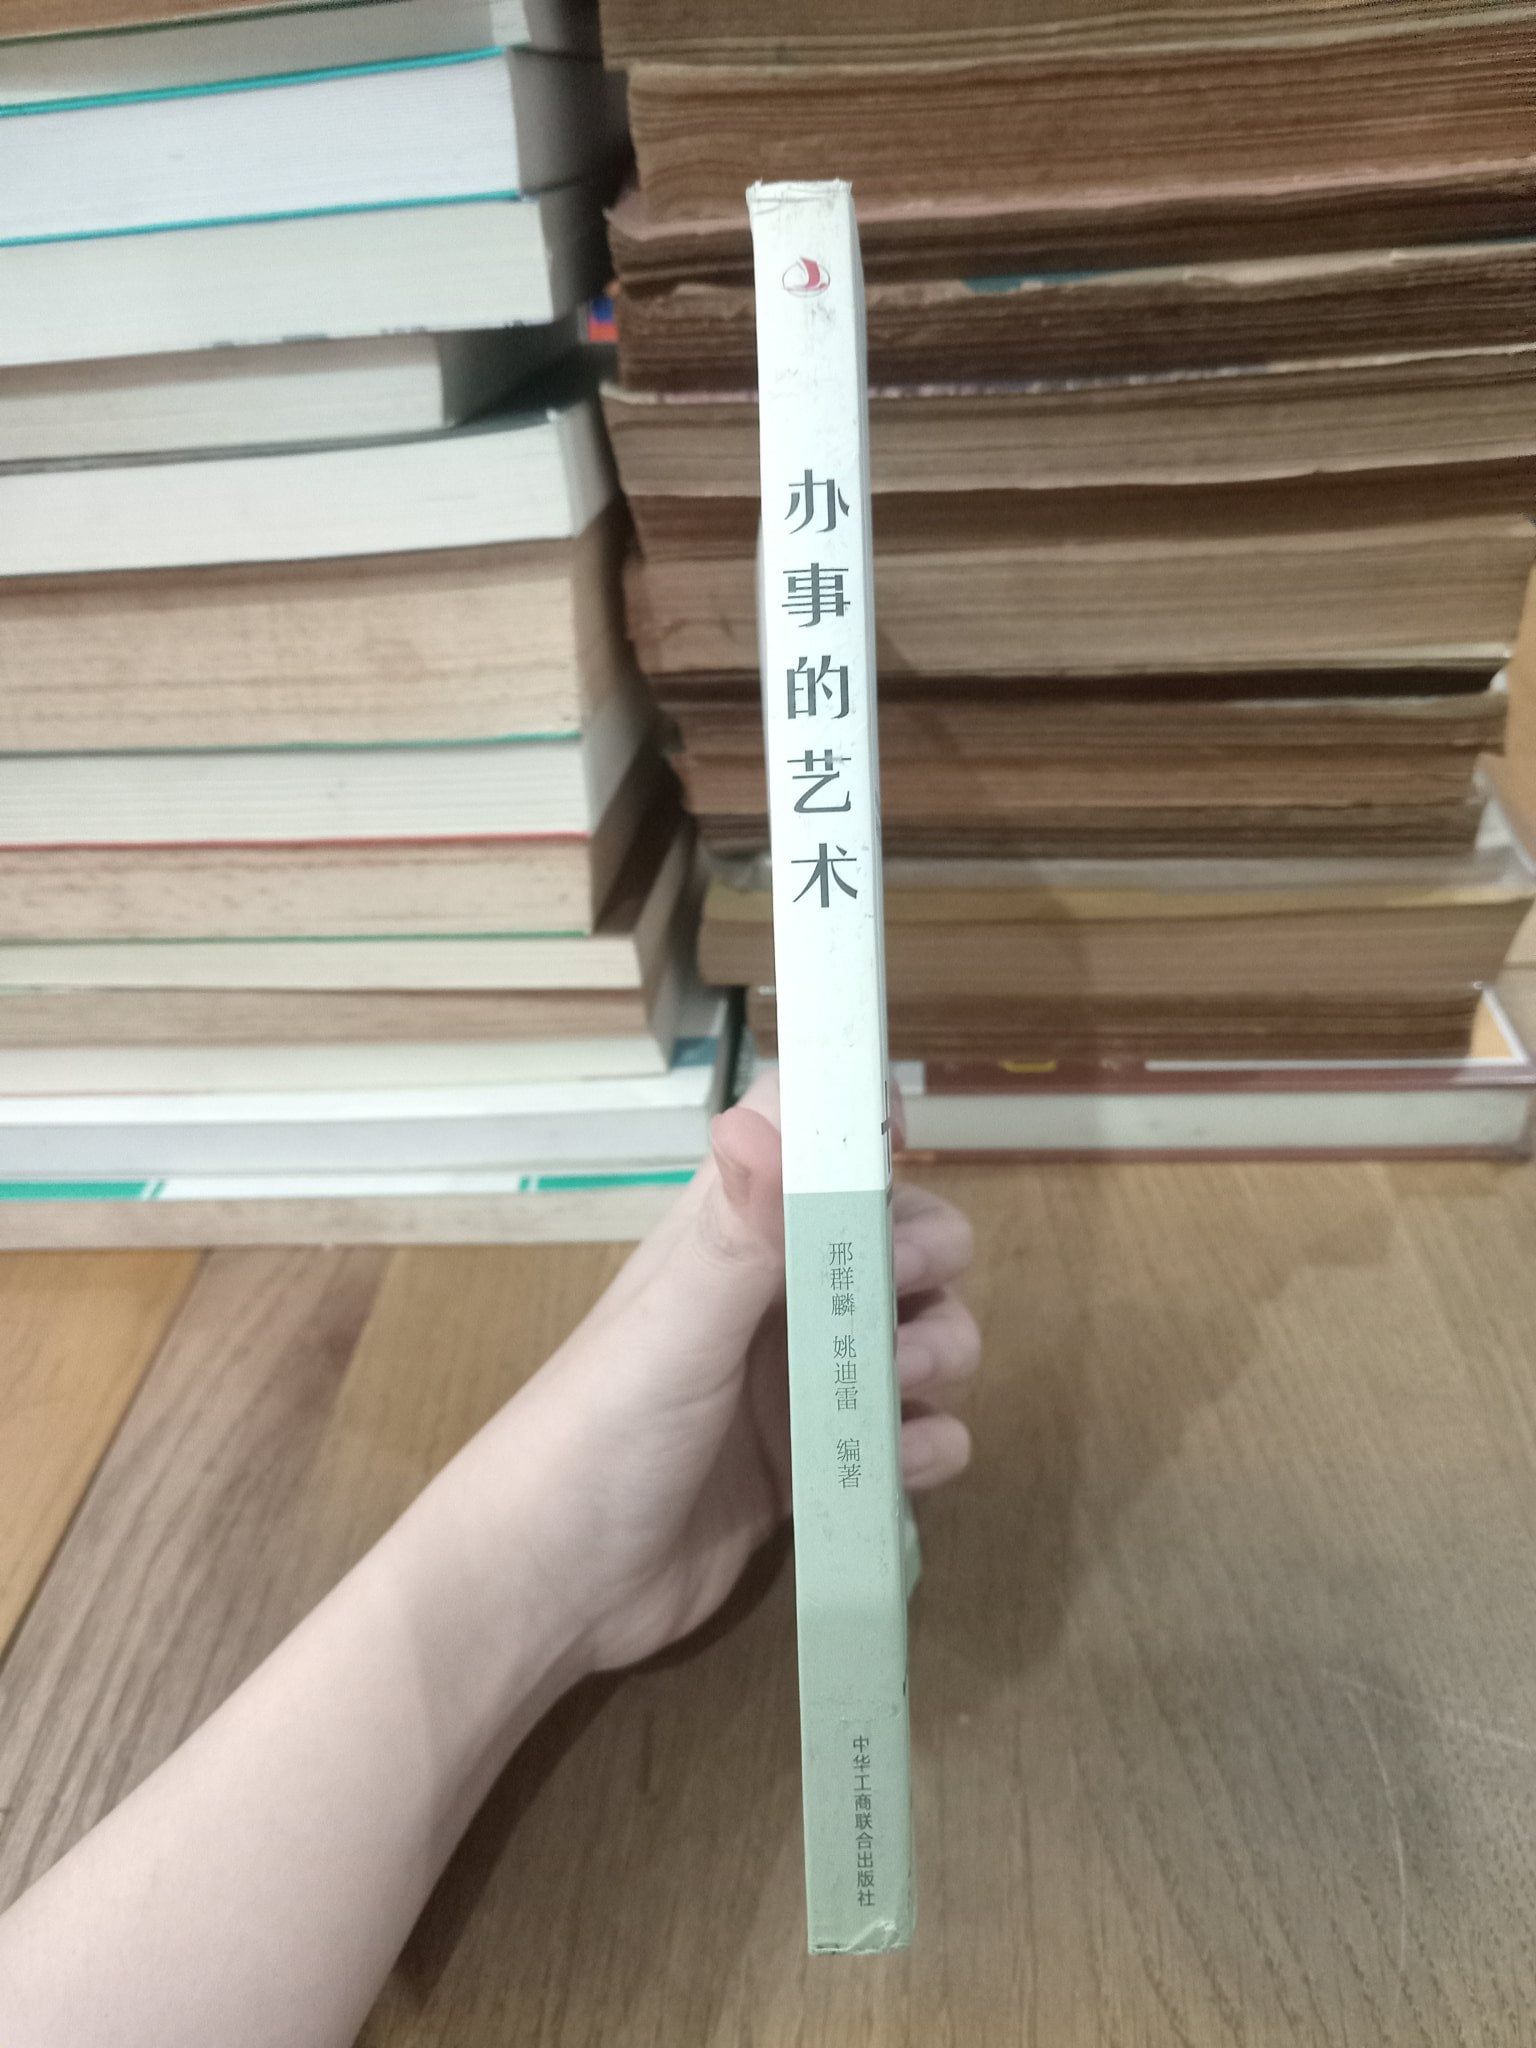 办事的艺术
邢群麟 姚迪雷 编著
中华工商联合出版社